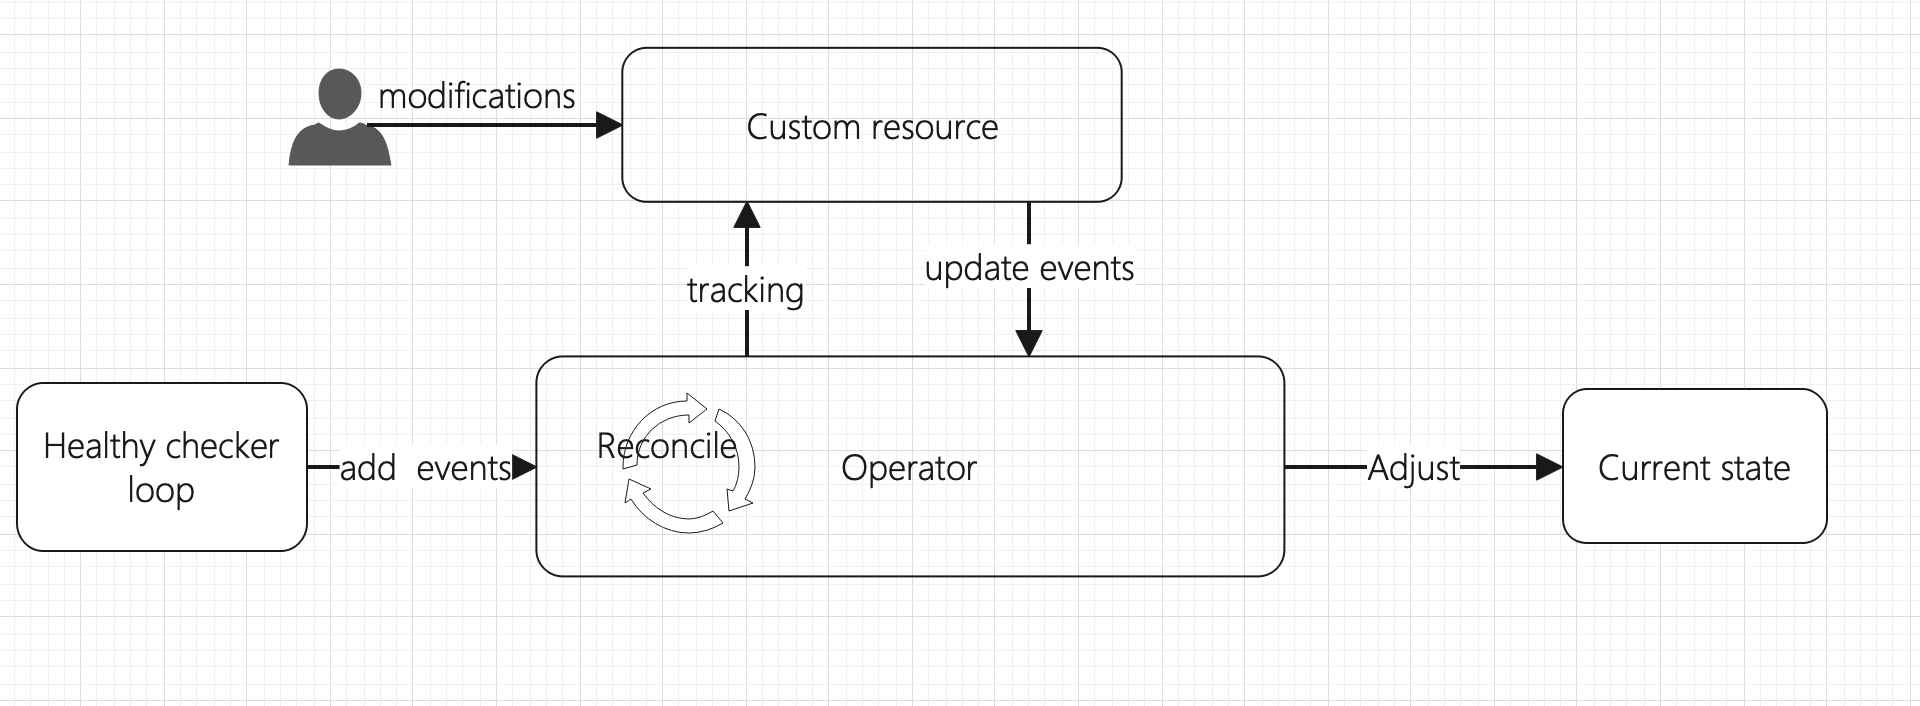 modifications
Custom resource
tracking
update events
Healthy checker
loop
add events
Reconcile
Operator
Adjust
Current state